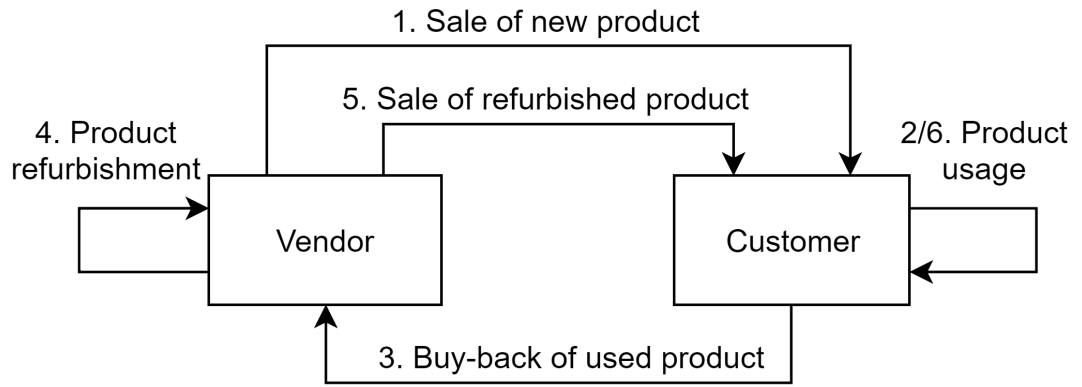 1. Sale of new product
5. Sale of refurbished product
4. Product
refurbishment
2/6. Product
usage
Vendor
Customer
3. Buy-back of used product